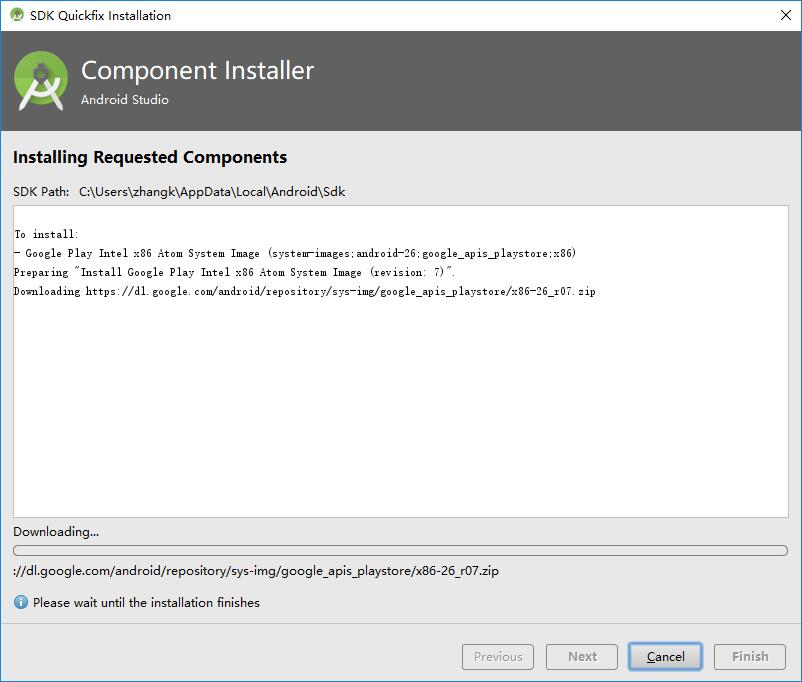 SDK Quickfix Installation
Component Installer
Android Studio
Installing Requested Components
SDK Path: C:\Users\zhangk\AppData\Local\Android\Sdk
To install:
- Google Play Intel x86 Atom System Image (system-images;android-26;google_apis_playstore;x86)
Preparing "Install Google Play Intel x86 Atom System Image (revision: 7)".
Downloading https://dl.google.com/android/repository/sys-img/google_apis_playstore/x86-26_r07.zip
Downloading...
://dl.google.com/android/repository/sys-img/google_apis_playstore/x86-26_r07.zip
Please wait until the installation finishes
Previous Next Cancel Finish